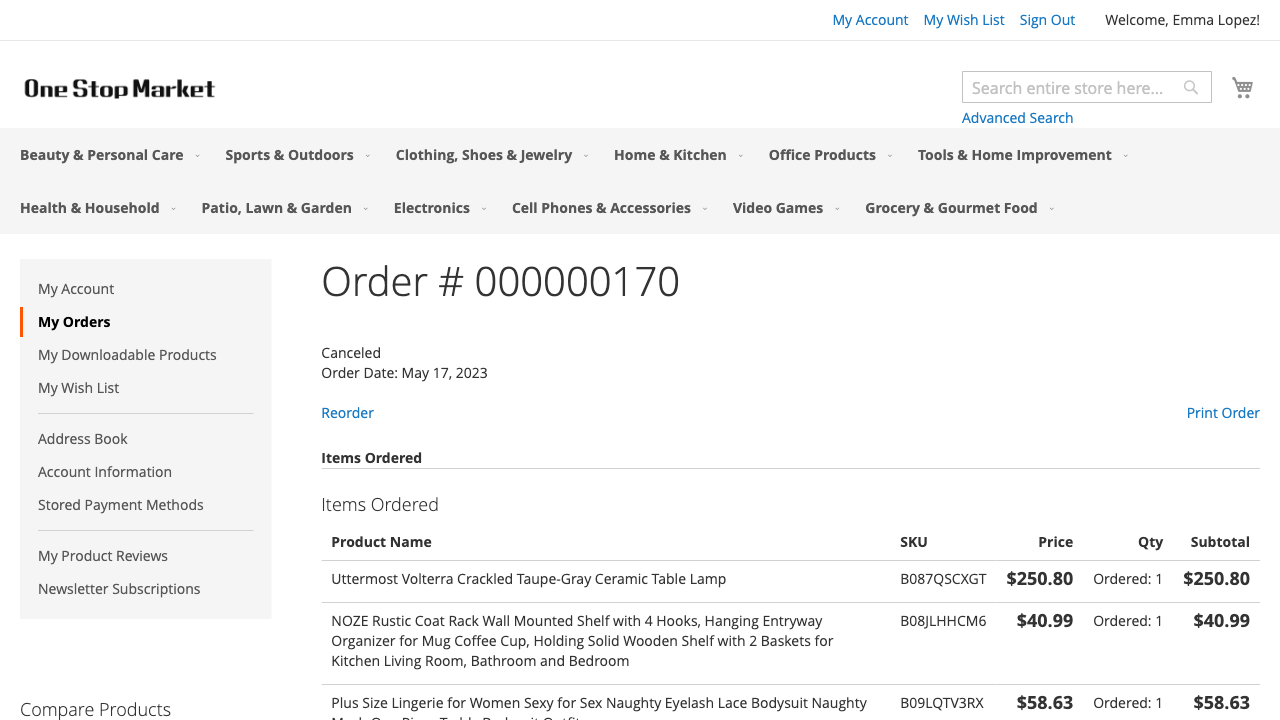 My Account My Wish List Sign Out Welcome, Emma Lopez!
One Stop Market
Search entire store here...
Advanced Search
Beauty & Personal Care Sports & Outdoors Clothing, Shoes & Jewelry Home & Kitchen Office Products Tools & Home Improvement
Health & Household Patio, Lawn & Garden Electronics Cell Phones & Accessories Video Games Grocery & Gourmet Food
My Account
My Orders
My Downloadable Products
My Wish List
Address Book
Account Information
Stored Payment Methods
My Product Reviews
Newsletter Subscriptions
Compare Products
Order # 000000170
Canceled
Order Date: May 17, 2023
Reorder Print Order
Items Ordered
Items Ordered
Product Name SKU Price Qty Subtotal
Uttermost Volterra Crackled Taupe-Gray Ceramic Table Lamp B087QSCXGT $250.80 Ordered: 1 $250.80
NOZE Rustic Coat Rack Wall Mounted Shelf with 4 Hooks, Hanging Entryway B08JLHHCM6 $40.99 Ordered: 1 $40.99
Organizer for Mug Coffee Cup, Holding Solid Wooden Shelf with 2 Baskets for
Kitchen Living Room, Bathroom and Bedroom
Plus Size Lingerie for Women Sexy for Sex Naughty Eyelash Lace Bodysuit Naughty B09LQTV3RX $58.63 Ordered: 1 $58.63